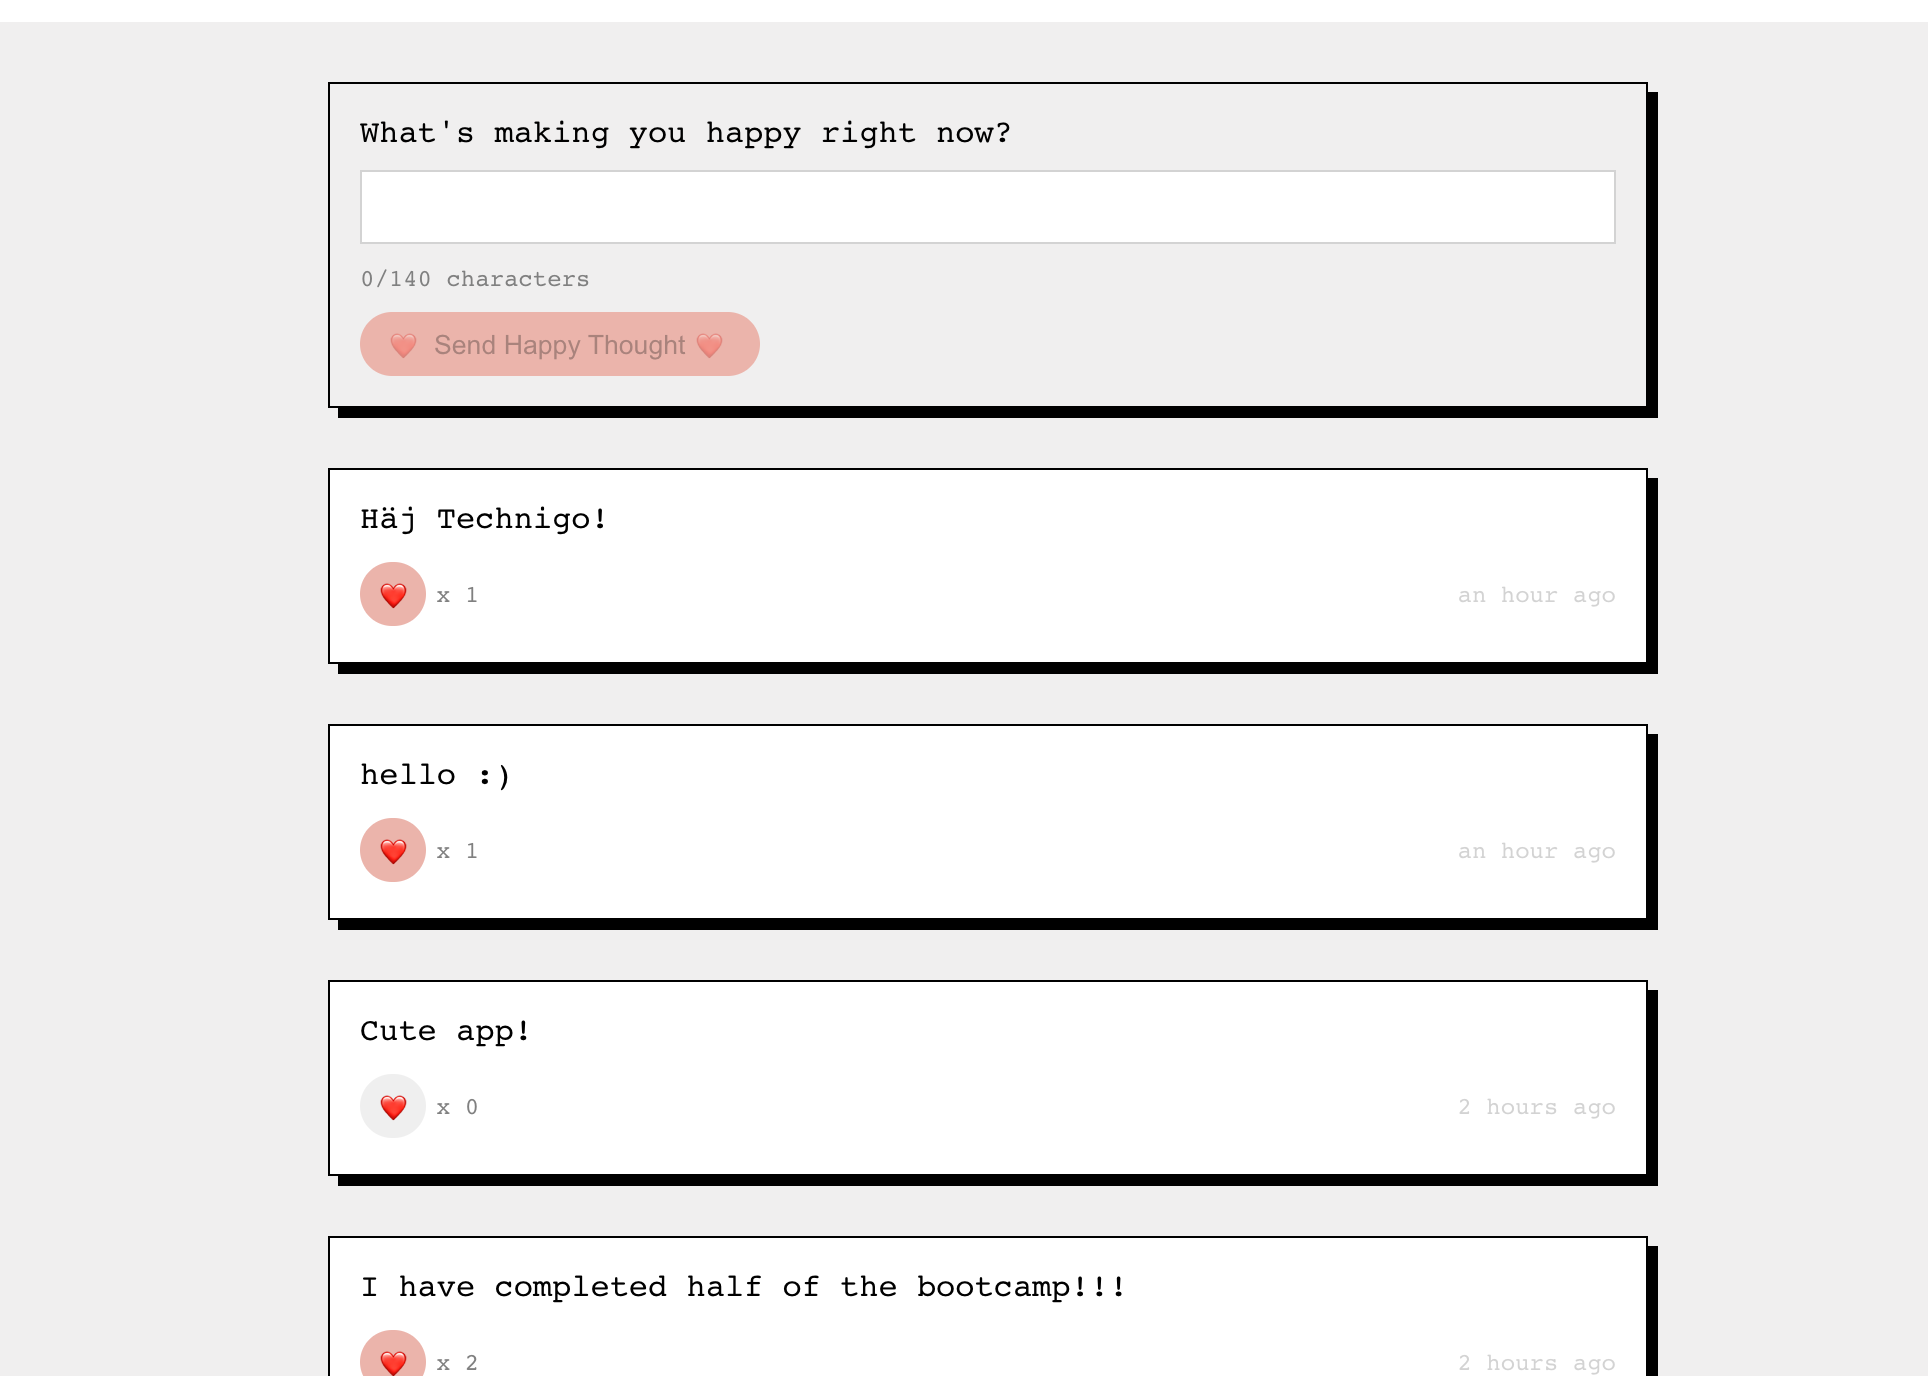 What's making you happy right now?
0/140 characters
❤️ Send Happy Thought ❤️
Häj Technigo!
❤️ x 1 an hour ago
hello :)
❤️ x 1 an hour ago
Cute app!
❤️ x 0 2 hours ago
I have completed half of the bootcamp!!!
❤️ x 2 2 hours ago